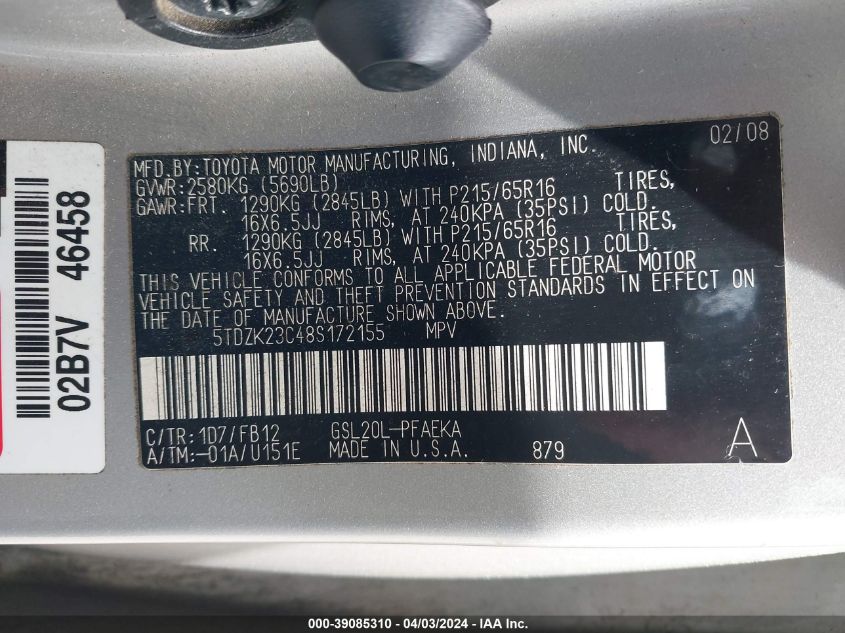 02/08
MFD.BY:TOYOTA MOTOR MANUFACTURING, INDIANA, INC.
GVWR:2580KG (5690LB)
GAWR:FRT. 1290KG (2845LB) WITH P215/65R16 TIRES,
16X6.5JJ RIMS, AT 240KPA (35PSI) COLD.
RR. 1290KG (2845LB) WITH P215/65R16 TIRES,
16X6.5JJ RIMS, AT 240KPA (35PSI) COLD.
THIS VEHICLE CONFORMS TO ALL APPLICABLE FEDERAL MOTOR
VEHICLE SAFETY AND THEFT PREVENTION STANDARDS IN EFFECT ON
THE DATE OF MANUFACTURE SHOWN ABOVE.
5TDZK23C48S172155 MPV
C/TR:1D7/FB12 GSL20L-PFAEKA
A/TM:-01A/U151E MADE IN U.S.A. 879 A
02B7V 46458
000-39085310 - 04/03/2024 - IAA Inc.